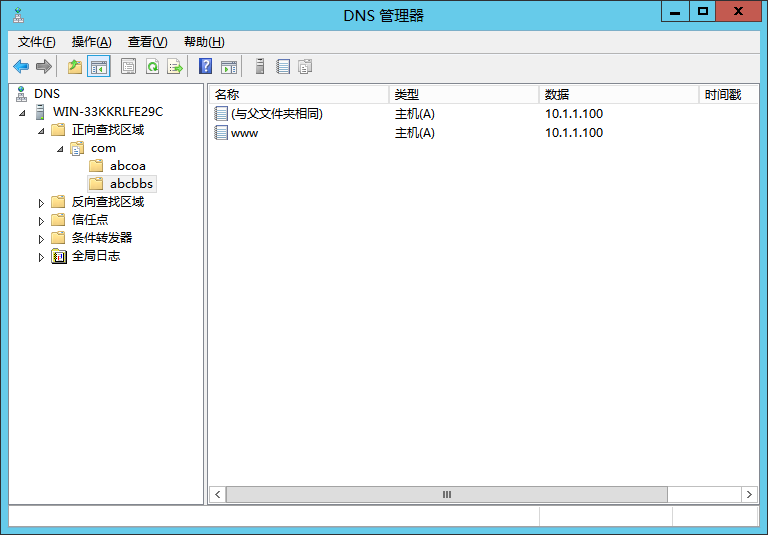 DNS 管理器
文件(F) 操作(A) 查看(V) 帮助(H)
DNS
WIN-33KKRLFE29C
正向查找区域
com
abcoa
abcbbs
反向查找区域
信任点
条件转发器
全局日志
名称 类型 数据 时间戳
(与父文件夹相同) 主机(A) 10.1.1.100
www 主机(A) 10.1.1.100